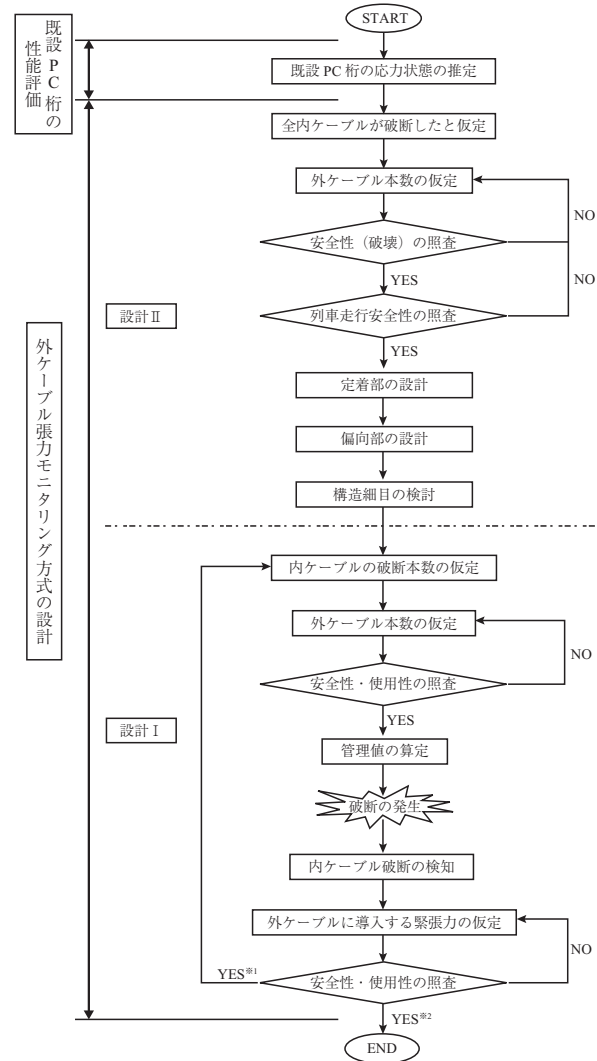 START
既設PC桁の
性能評価
既設 PC 桁の応力状態の推定
全内ケーブルが破断したと仮定
外ケーブル本数の仮定
NO
安全性（破壊）の照査
YES
NO
設計Ⅱ
列車走行安全性の照査
YES
外ケーブル張力モニタリング方式の設計
定着部の設計
偏向部の設計
構造細目の検討
内ケーブルの破断本数の仮定
外ケーブル本数の仮定
NO
安全性・使用性の照査
YES
設計Ⅰ
管理値の算定
破断の発生
内ケーブル破断の検知
外ケーブルに導入する緊張力の仮定
NO
YES※1
安全性・使用性の照査
YES※2
END